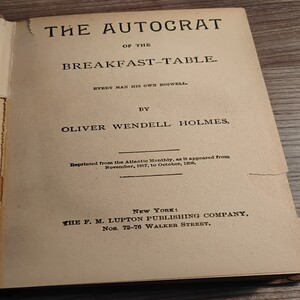 THE AUTOCRAT
OF THE
BREAKFAST-TABLE.
EVERY MAN HIS OWN BOSWELL.
BY
OLIVER WENDELL HOLMES.
Reprinted from the Atlantic Monthly, as it appeared from
November, 1857, to October, 1858.
NEW YORK:
THE F. M. LUPTON PUBLISHING COMPANY,
Nos. 72-76 WALKER STREET.